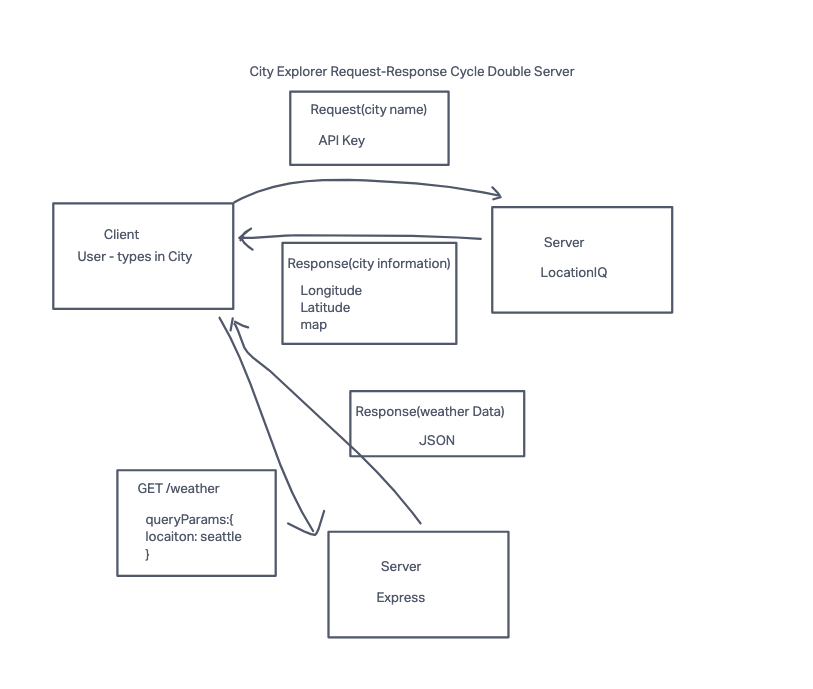 City Explorer Request-Response Cycle Double Server
Request(city name)
API Key
Client
User - types in City
Server
LocationIQ
Response(city information)
Longitude
Latitude
map
Response(weather Data)
JSON
GET /weather
queryParams:{
locaiton: seattle
}
Server
Express